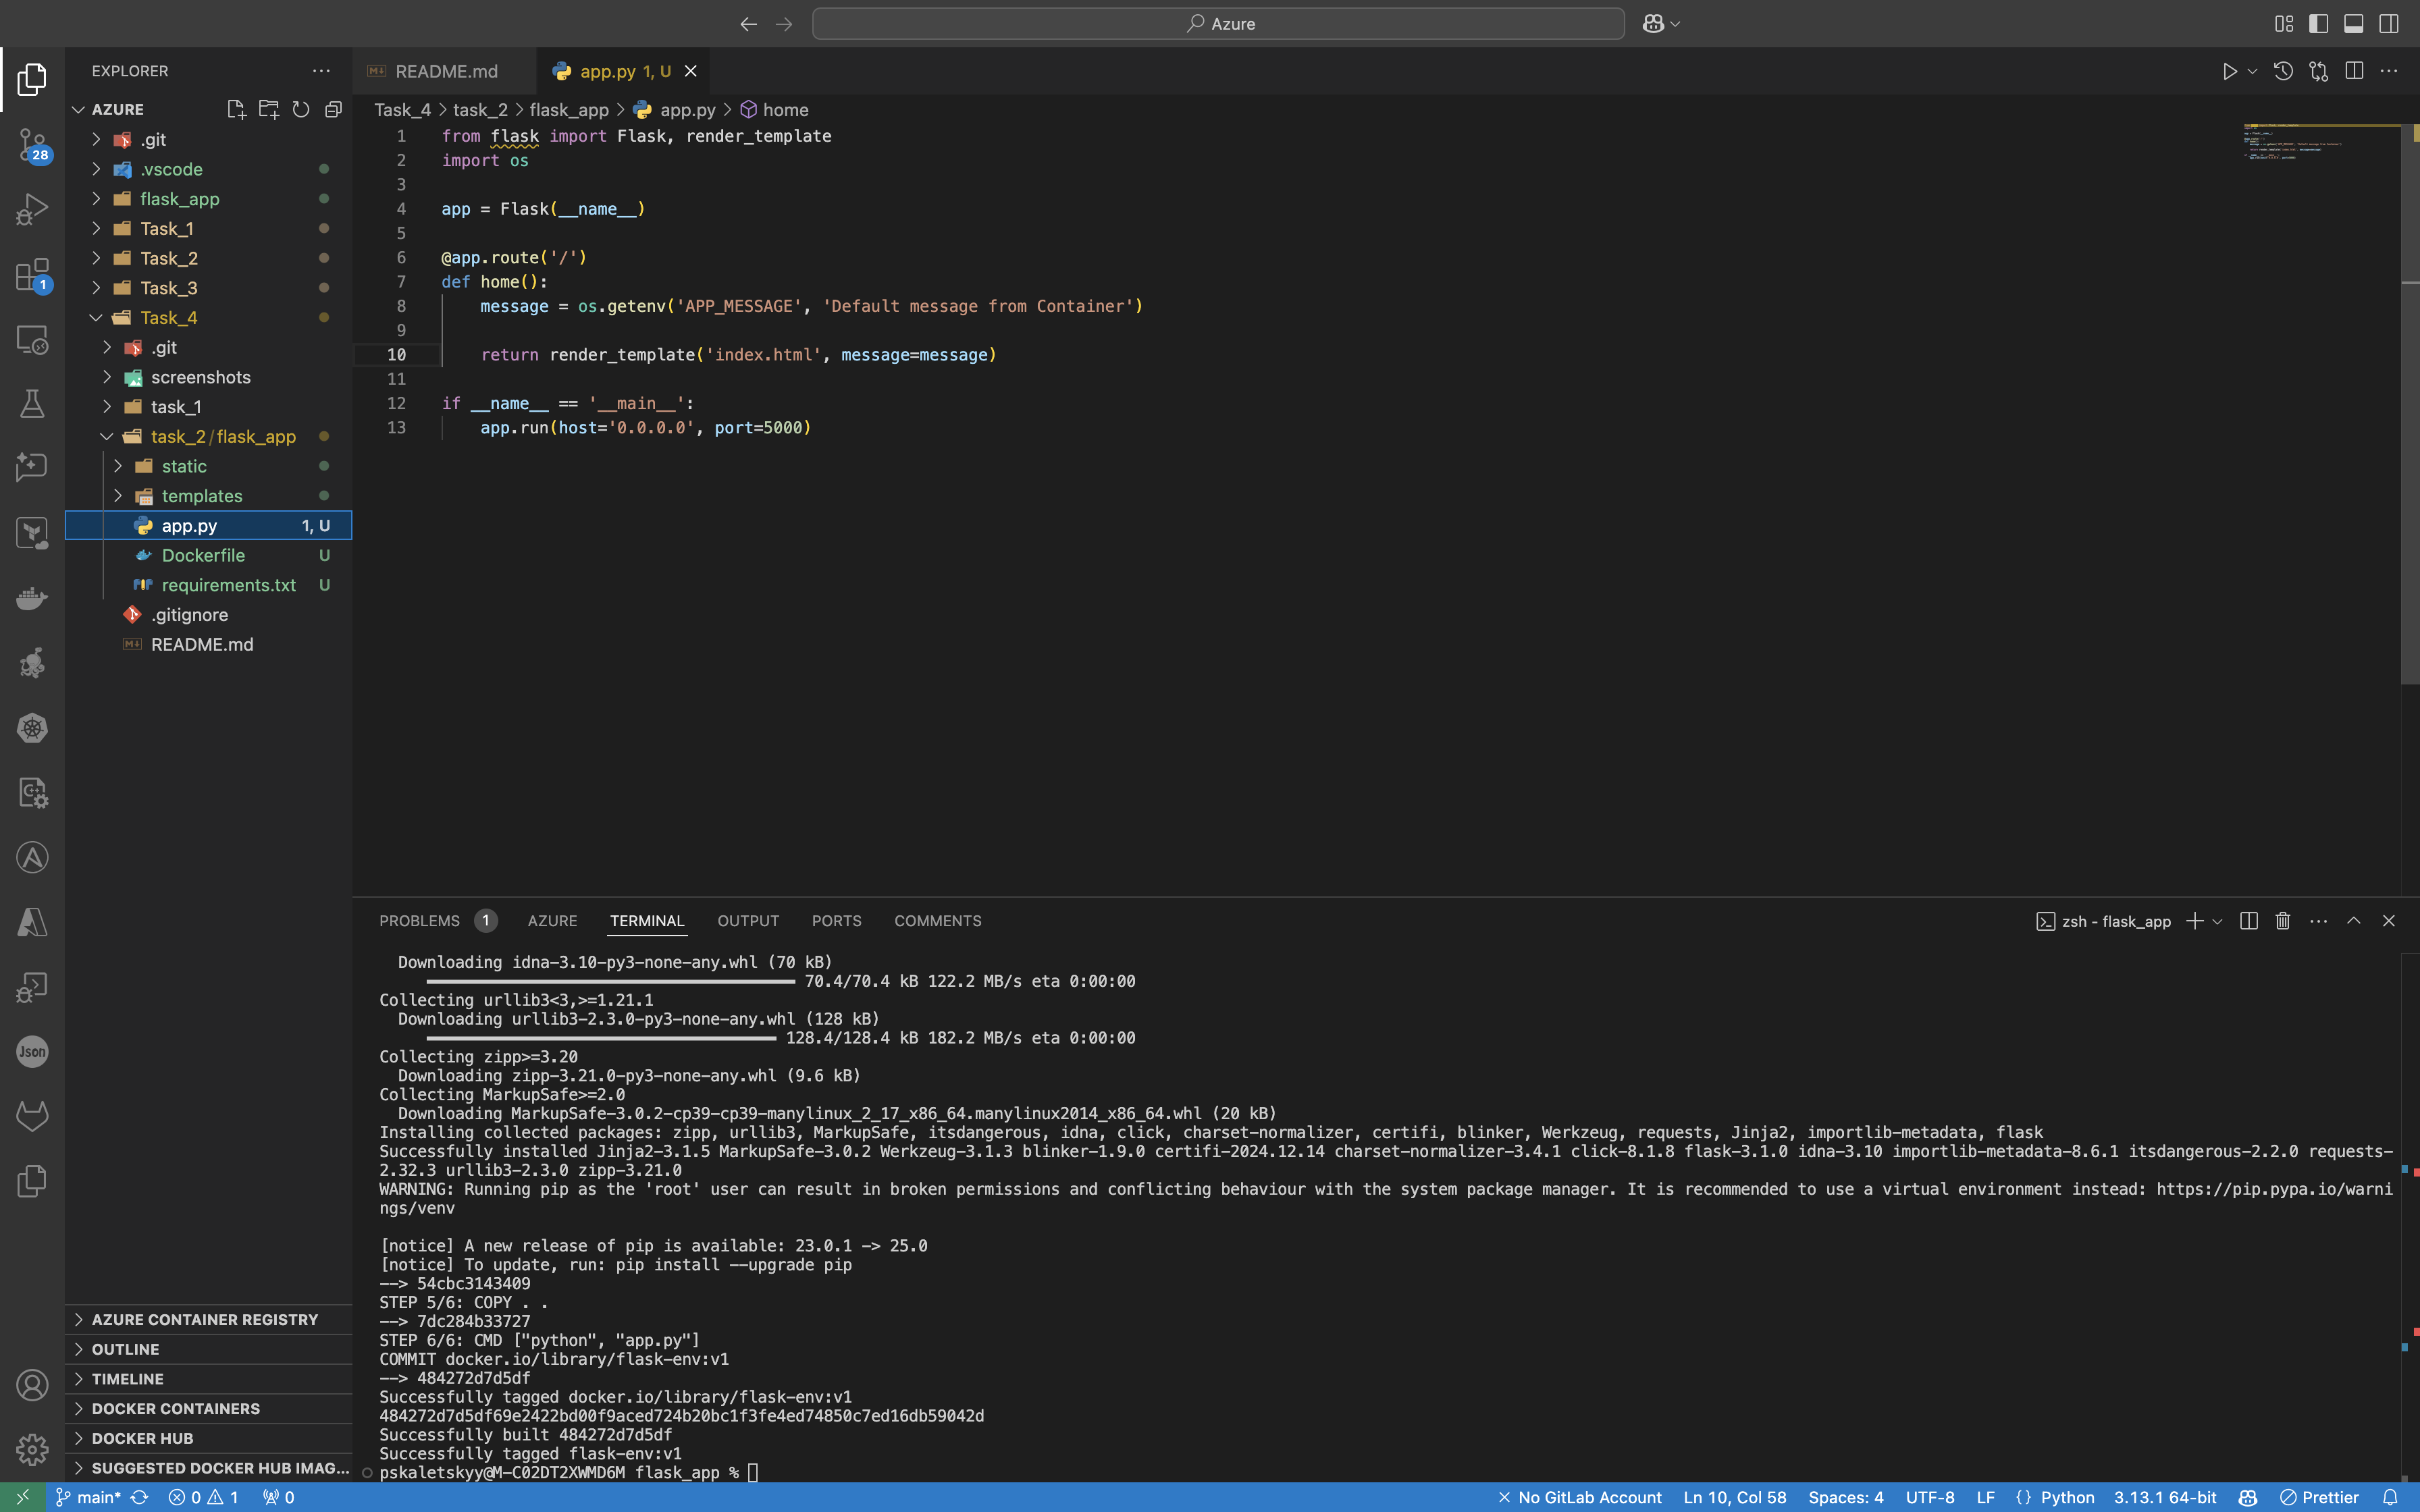 Azure
EXPLORER
README.md
app.py 1, U
AZURE
Task_4 > task_2 > flask_app > app.py > home
.git
.vscode
flask_app
Task_1
Task_2
Task_3
Task_4
.git
screenshots
task_1
task_2/flask_app
static
templates
app.py 1, U
Dockerfile U
requirements.txt U
.gitignore
README.md
28
1
1 from flask import Flask, render_template
2 import os
3
4 app = Flask(__name__)
5
6 @app.route('/')
7 def home():
8 message = os.getenv('APP_MESSAGE', 'Default message from Container')
9
10 return render_template('index.html', message=message)
11
12 if __name__ == '__main__':
13 app.run(host='0.0.0.0', port=5000)
PROBLEMS 1 AZURE TERMINAL OUTPUT PORTS COMMENTS
zsh - flask_app
Downloading idna-3.10-py3-none-any.whl (70 kB)
70.4/70.4 kB 122.2 MB/s eta 0:00:00
Collecting urllib3<3,>=1.21.1
Downloading urllib3-2.3.0-py3-none-any.whl (128 kB)
128.4/128.4 kB 182.2 MB/s eta 0:00:00
Collecting zipp>=3.20
Downloading zipp-3.21.0-py3-none-any.whl (9.6 kB)
Collecting MarkupSafe>=2.0
Downloading MarkupSafe-3.0.2-cp39-cp39-manylinux_2_17_x86_64.manylinux2014_x86_64.whl (20 kB)
Installing collected packages: zipp, urllib3, MarkupSafe, itsdangerous, idna, click, charset-normalizer, certifi, blinker, Werkzeug, requests, Jinja2, importlib-metadata, flask
Successfully installed Jinja2-3.1.5 MarkupSafe-3.0.2 Werkzeug-3.1.3 blinker-1.9.0 certifi-2024.12.14 charset-normalizer-3.4.1 click-8.1.8 flask-3.1.0 idna-3.10 importlib-metadata-8.6.1 itsdangerous-2.2.0 requests-
2.32.3 urllib3-2.3.0 zipp-3.21.0
WARNING: Running pip as the 'root' user can result in broken permissions and conflicting behaviour with the system package manager. It is recommended to use a virtual environment instead: https://pip.pypa.io/warni
ngs/venv
[notice] A new release of pip is available: 23.0.1 -> 25.0
[notice] To update, run: pip install --upgrade pip
--> 54cbc3143409
STEP 5/6: COPY . .
--> 7dc284b33727
STEP 6/6: CMD ["python", "app.py"]
COMMIT docker.io/library/flask-env:v1
--> 484272d7d5df
Successfully tagged docker.io/library/flask-env:v1
484272d7d5df69e2422bd00f9aced724b20bc1f3fe4ed74850c7ed16db59042d
Successfully built 484272d7d5df
Successfully tagged flask-env:v1
pskaletskyy@M-C02DT2XWMD6M flask_app %
Json
AZURE CONTAINER REGISTRY
OUTLINE
TIMELINE
DOCKER CONTAINERS
DOCKER HUB
SUGGESTED DOCKER HUB IMAG...
main* 0 1 0
No GitLab Account Ln 10, Col 58 Spaces: 4 UTF-8 LF {} Python 3.13.1 64-bit Prettier